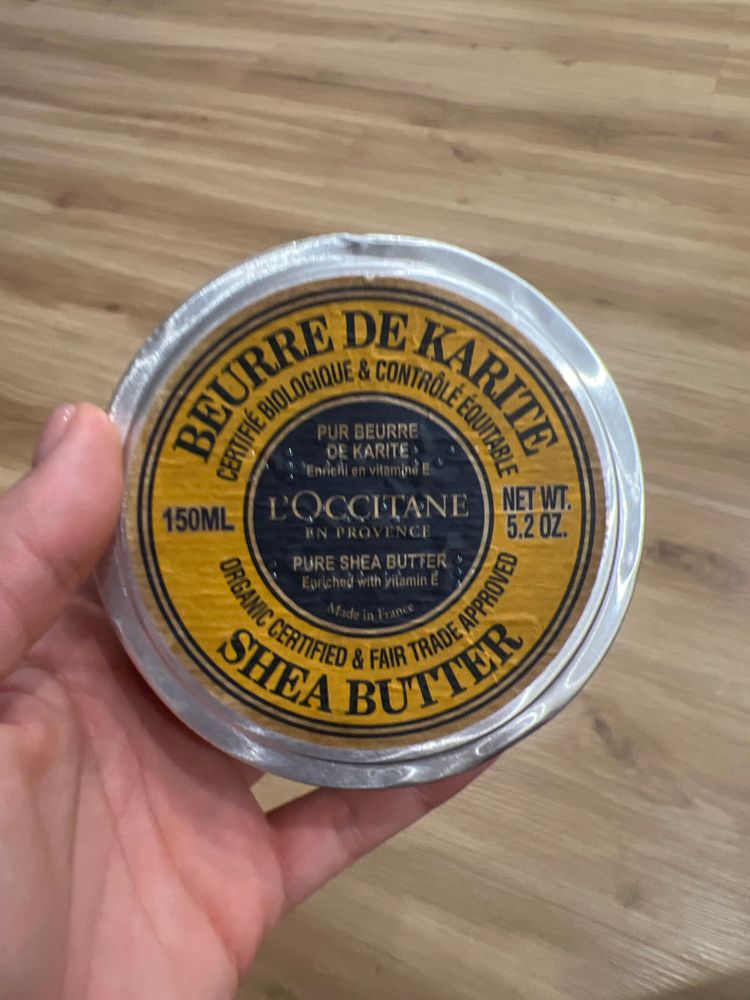 BEURRE DE KARITE
CERTIFIÉ BIOLOGIQUE & CONTRÔLÉ ÉQUITABLE
PUR BEURRE
DE KARITE
Enrichi en vitamine E
150ML
L'OCCITANE
EN PROVENCE
NET WT.
5.2 OZ.
PURE SHEA BUTTER
Enriched with vitamin E
Made in France
ORGANIC CERTIFIED & FAIR TRADE APPROVED
SHEA BUTTER